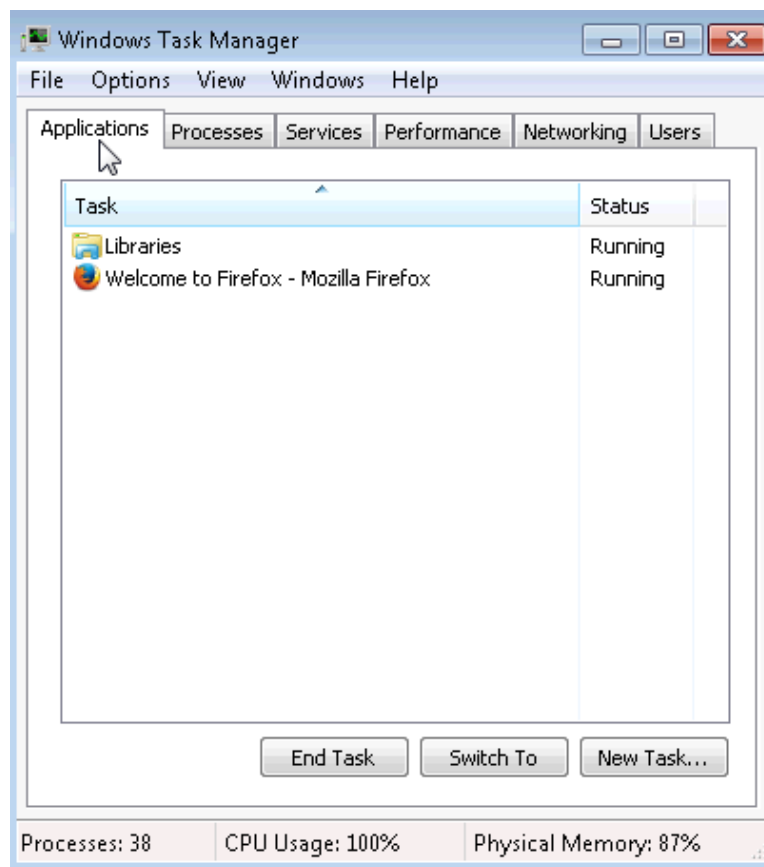 Windows Task Manager
File Options View Windows Help
Applications Processes Services Performance Networking Users
Task Status
Libraries Running
Welcome to Firefox - Mozilla Firefox Running
End Task Switch To New Task...
Processes: 38 CPU Usage: 100% Physical Memory: 87%